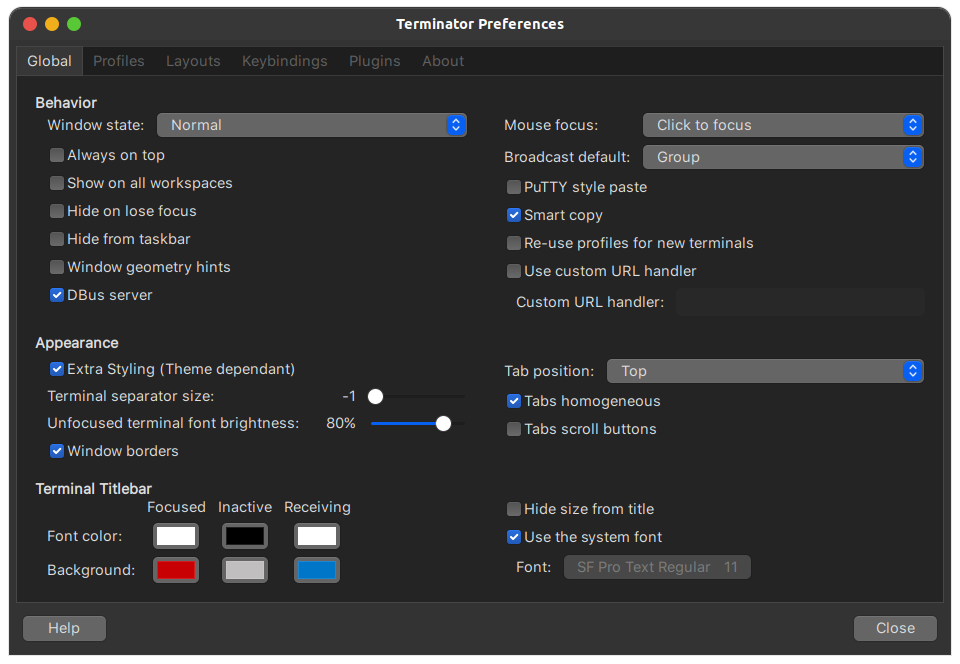 Terminator Preferences
Global Profiles Layouts Keybindings Plugins About
Behavior
Window state: Normal
Always on top
Show on all workspaces
Hide on lose focus
Hide from taskbar
Window geometry hints
DBus server
Mouse focus: Click to focus
Broadcast default: Group
PuTTY style paste
Smart copy
Re-use profiles for new terminals
Use custom URL handler
Custom URL handler:
Appearance
Extra Styling (Theme dependant)
Terminal separator size: -1
Unfocused terminal font brightness: 80%
Window borders
Tab position: Top
Tabs homogeneous
Tabs scroll buttons
Terminal Titlebar
Focused Inactive Receiving
Font color:
Background:
Hide size from title
Use the system font
Font: SF Pro Text Regular 11
Help Close